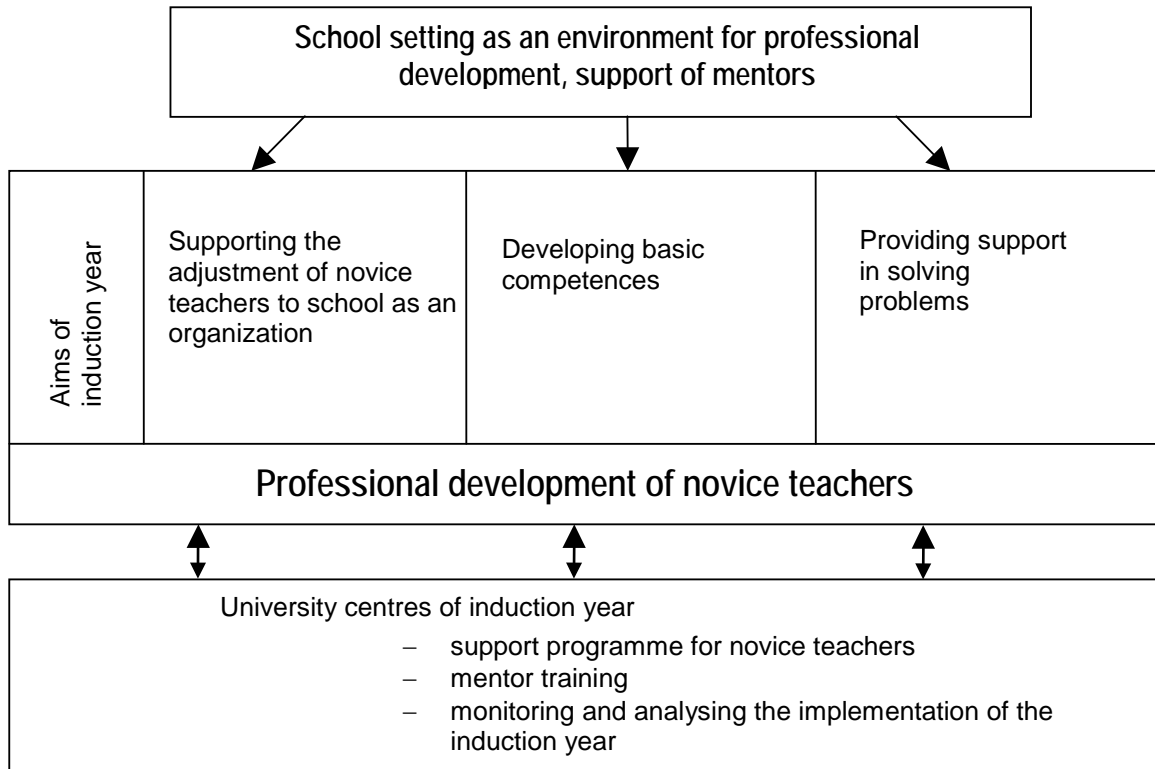 School setting as an environment for professional
development, support of mentors
Aims of
induction year
Supporting the
adjustment of novice
teachers to school as an
organization
Developing basic
competences
Providing support
in solving
problems
Professional development of novice teachers
University centres of induction year
– support programme for novice teachers
– mentor training
– monitoring and analysing the implementation of the
induction year